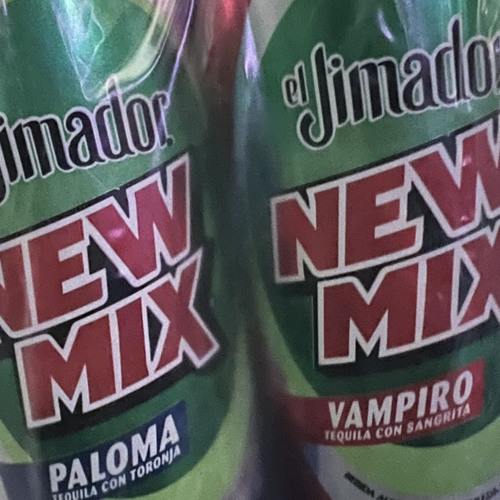 Jimador
NEW
MIX
PALOMA
TEQUILA CON TORONJA
el Jimador
NEW
MIX
VAMPIRO
TEQUILA CON SANGRITA